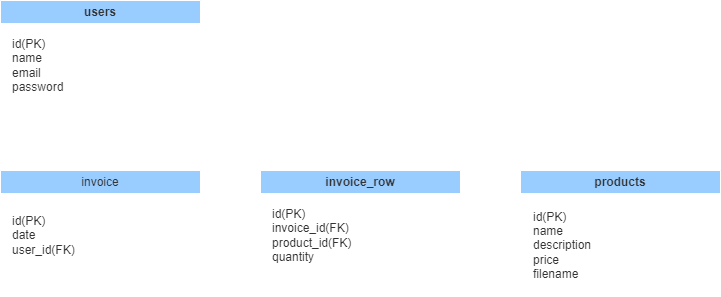 users
id(PK)
name
email
password
invoice
id(PK)
date
user_id(FK)
invoice_row
id(PK)
invoice_id(FK)
product_id(FK)
quantity
products
id(PK)
name
description
price
filename